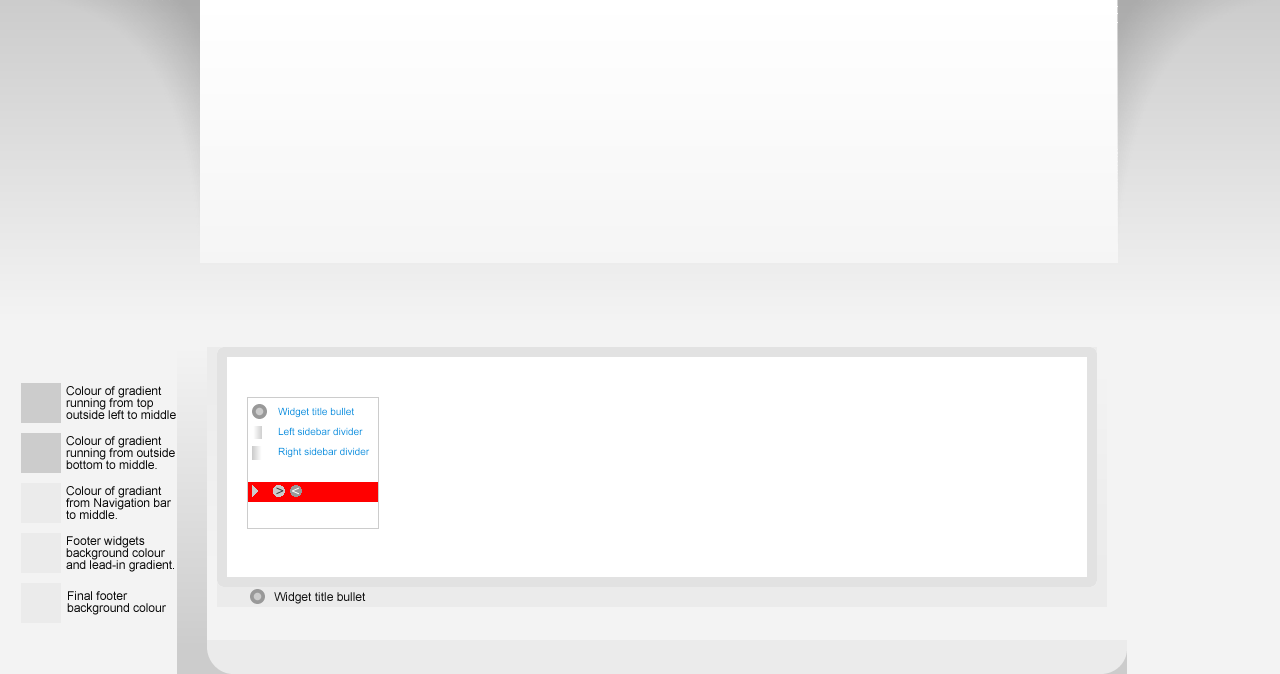 Colour of gradient
running from top
outside left to middle
Colour of gradient
running from outside
bottom to middle.
Colour of gradiant
from Navigation bar
to middle.
Footer widgets
background colour
and lead-in gradient.
Final footer
background colour
Widget title bullet
Left sidebar divider
Right sidebar divider
> <
Widget title bullet